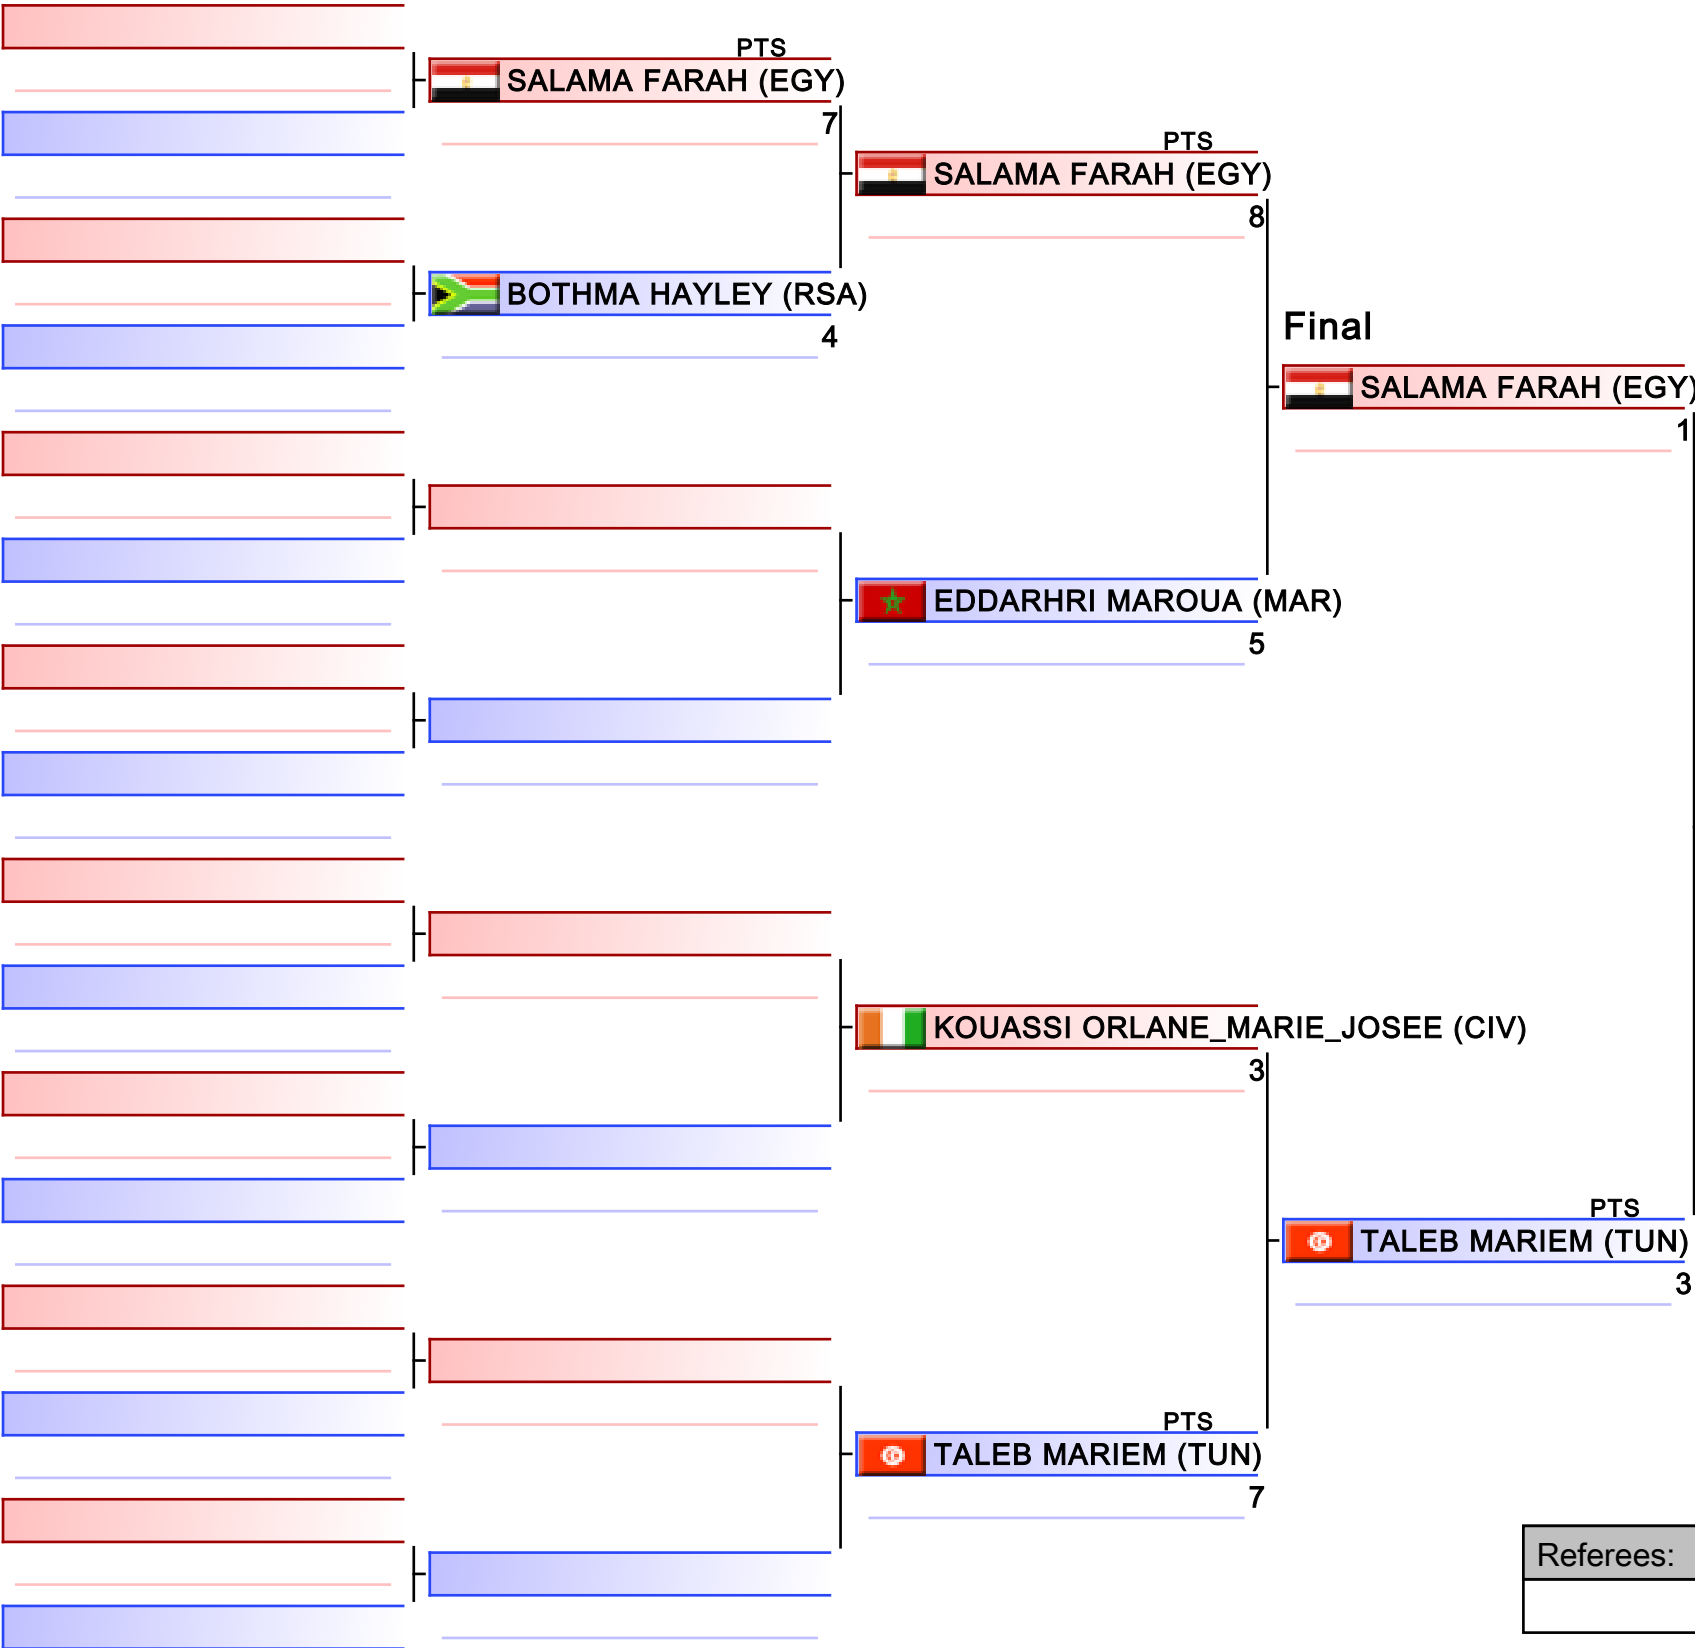 PTS
SALAMA FARAH (EGY)
7
BOTHMA HAYLEY (RSA)
4
PTS
SALAMA FARAH (EGY)
8
EDDARHRI MAROUA (MAR)
5
KOUASSI ORLANE_MARIE_JOSEE (CIV)
3
PTS
TALEB MARIEM (TUN)
7
Final
SALAMA FARAH (EGY)
1
PTS
TALEB MARIEM (TUN)
3
Referees: